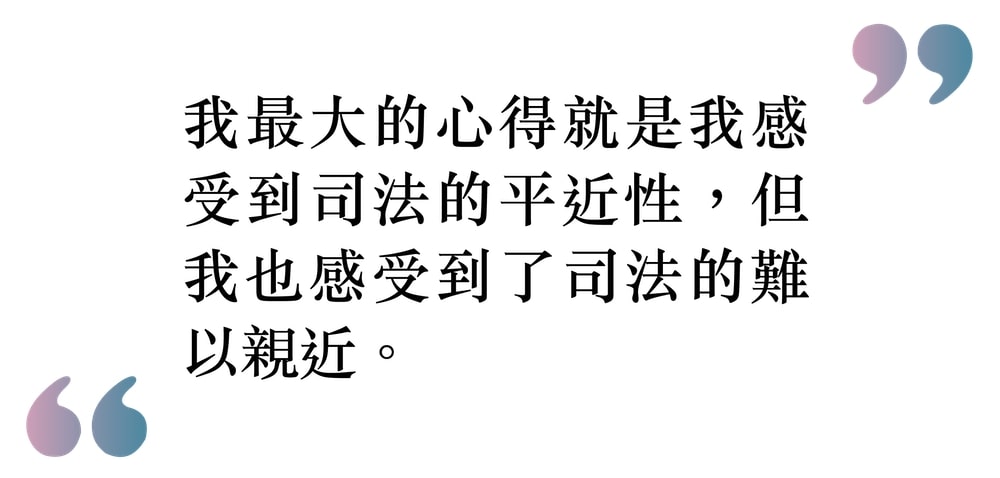 我最大的心得就是我感
受到司法的平近性，但
我也感受到了司法的難
以親近。